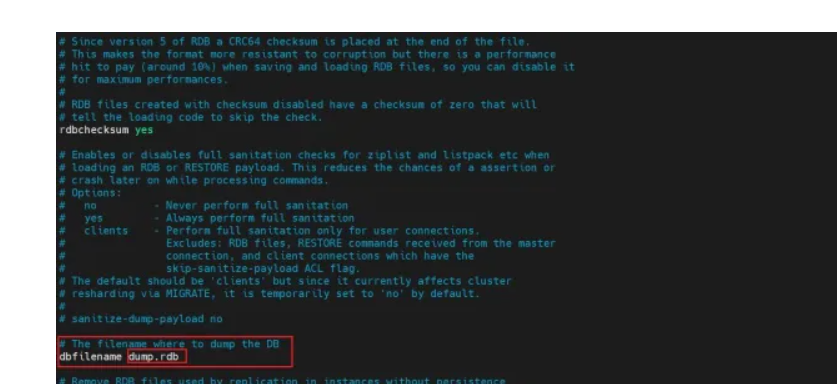 # Since version 5 of RDB a CRC64 checksum is placed at the end of the file.
# This makes the format more resistant to corruption but there is a performance
# hit to pay (around 10%) when saving and loading RDB files, so you can disable it
# for maximum performances.
#
# RDB files created with checksum disabled have a checksum of zero that will
# tell the loading code to skip the check.
rdbchecksum yes
# Enables or disables full sanitation checks for ziplist and listpack etc when
# loading an RDB or RESTORE payload. This reduces the chances of a assertion or
# crash later on while processing commands.
# Options:
#   no         - Never perform full sanitation
#   yes        - Always perform full sanitation
#   clients    - Perform full sanitation only for user connections.
#                Excludes: RDB files, RESTORE commands received from the master
#                connection, and client connections which have the
#                skip-sanitize-payload ACL flag.
# The default should be 'clients' but since it currently affects cluster
# resharding via MIGRATE, it is temporarily set to 'no' by default.
#
# sanitize-dump-payload no
# The filename where to dump the DB
dbfilename dump.rdb
# Remove RDB files used by replication in instances without persistence